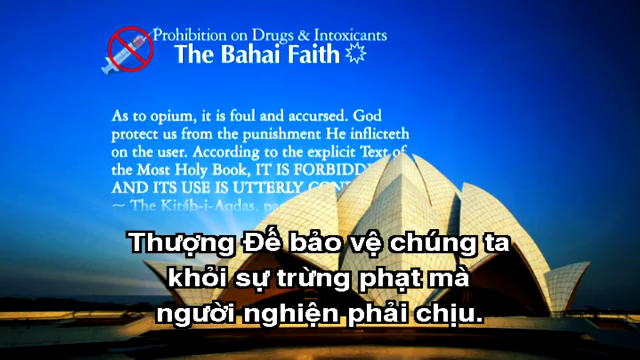 Prohibition on Drugs & Intoxicants
The Bahai Faith
As to opium, it is foul and accursed. God
protect us from the punishment He inflicteth
on the user. According to the explicit Text of
the Most Holy Book, IT IS
AND ITS USE IS UTTERLY
~ The Kitáb-i-Aqdas,
Thượng Đế bảo vệ chúng ta
khỏi sự trừng phạt mà
người nghiện phải chịu.